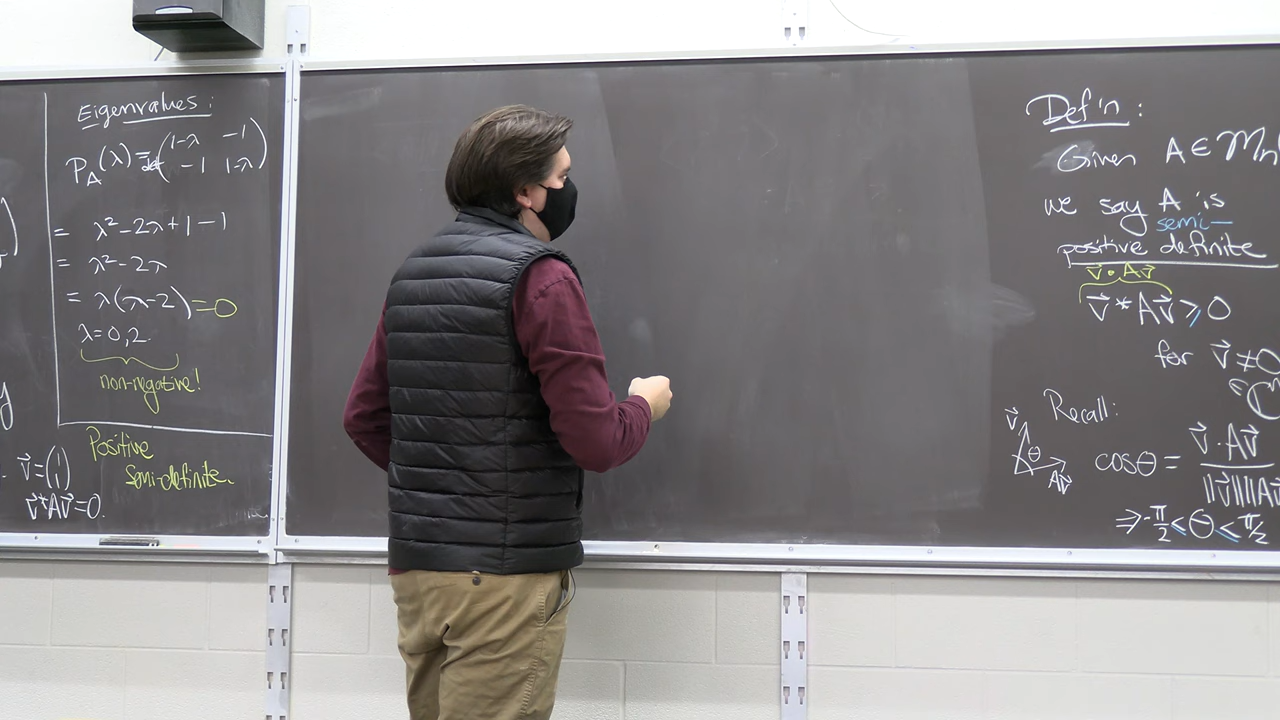 Eigenvalues:
P_A(λ) = det(1-λ -1
-1 1-λ)
= λ²-2λ+1-1
= λ²-2λ
= λ(λ-2)=0
λ=0,2
non-negative!
Positive
Semi-definite.
v⃗=(1
1)
v⃗*Av⃗=0.
Def'n:
Given A∈Mn
we say A is
semi-
positive definite
v⃗•Av⃗
v⃗*Av⃗⩾0
for v⃗≠0
Recall:
v⃗
θ
Av⃗
cosθ = v⃗·Av⃗
||v⃗||||Av⃗
⇒ -π/2<θ<π/2